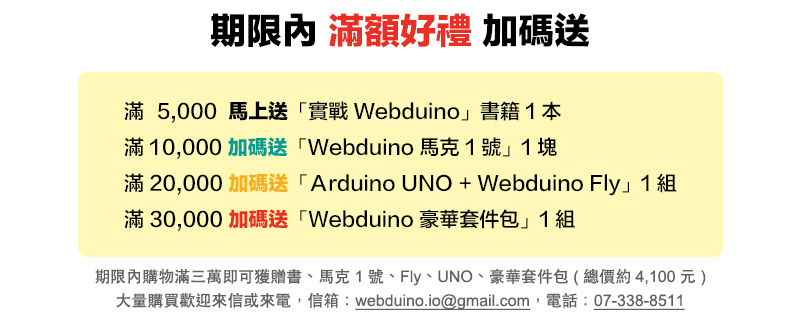 期限內 滿額好禮 加碼送
滿 5,000 馬上送「實戰 Webduino」書籍 1 本
滿 10,000 加碼送「Webduino 馬克 1 號」1 塊
滿 20,000 加碼送「Arduino UNO + Webduino Fly」1 組
滿 30,000 加碼送「Webduino 豪華套件包」1 組
期限內購物滿三萬即可獲贈書、馬克 1 號、Fly、UNO、豪華套件包 ( 總價約 4,100 元 )
大量購買歡迎來信或來電，信箱：webduino.io@gmail.com，電話：07-338-8511